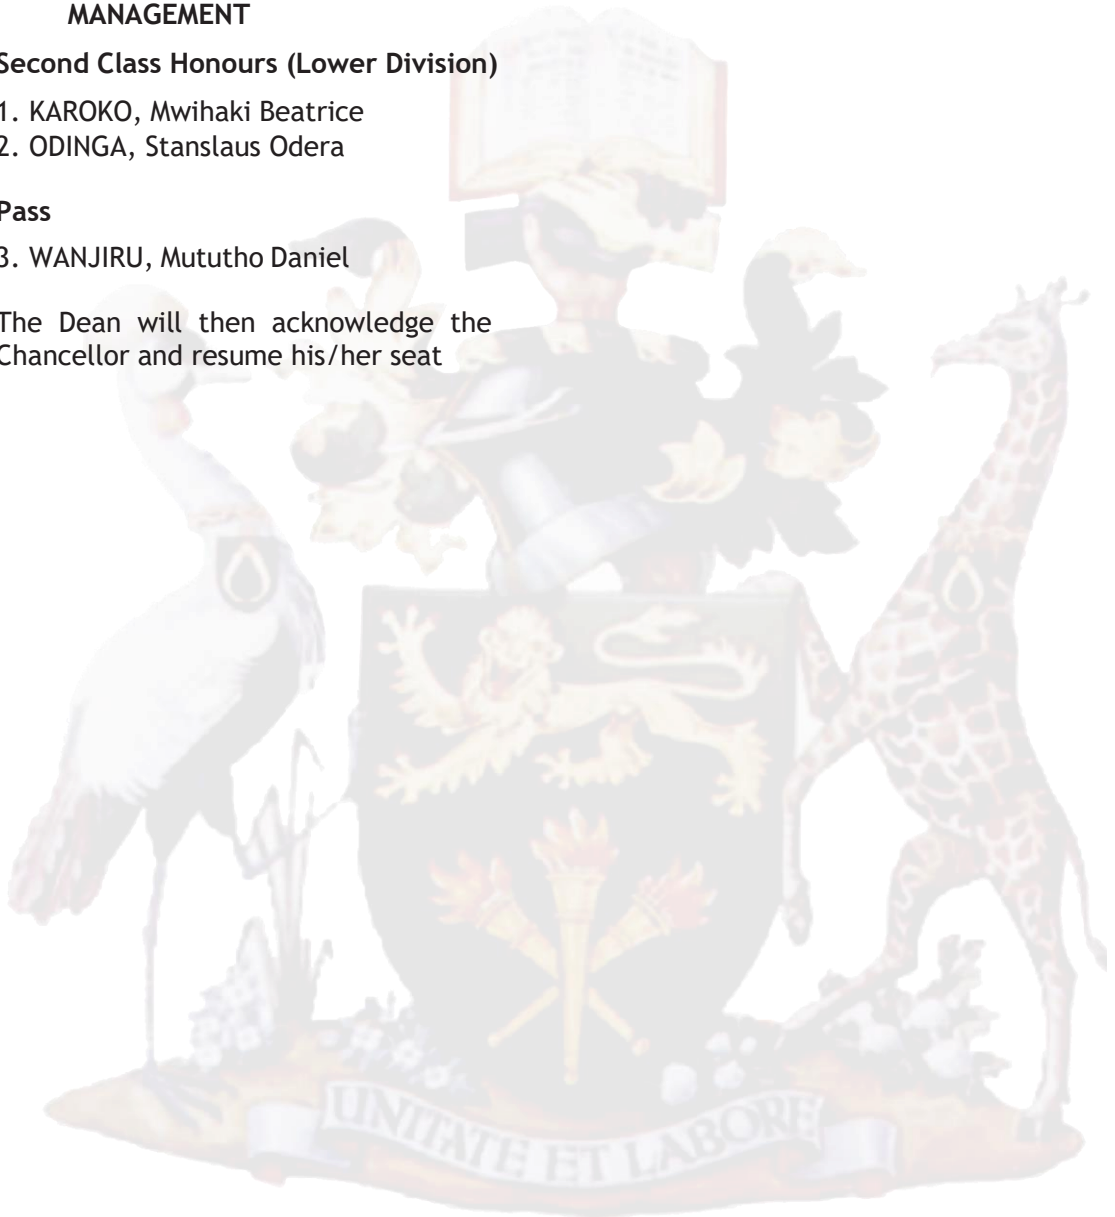 MANAGEMENT
Second Class Honours (Lower Division)
1. KAROKO, Mwihaki Beatrice
2. ODINGA, Stanslaus Odera
Pass
3. WANJIRU, Mututho Daniel
The Dean will then acknowledge the
Chancellor and resume his/her seat
UNITATE ET LABORE